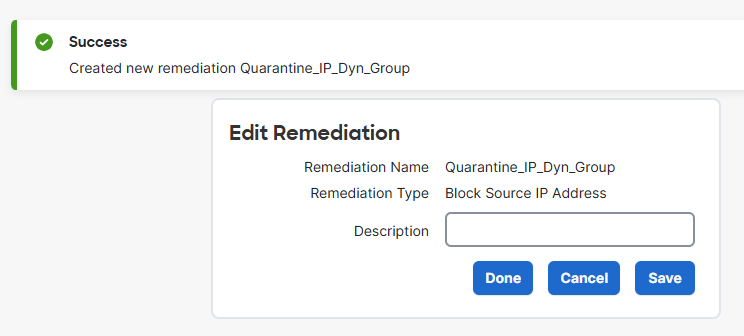 Success
Created new remediation Quarantine_IP_Dyn_Group
Edit Remediation
Remediation Name Quarantine_IP_Dyn_Group
Remediation Type Block Source IP Address
Description
Done Cancel Save